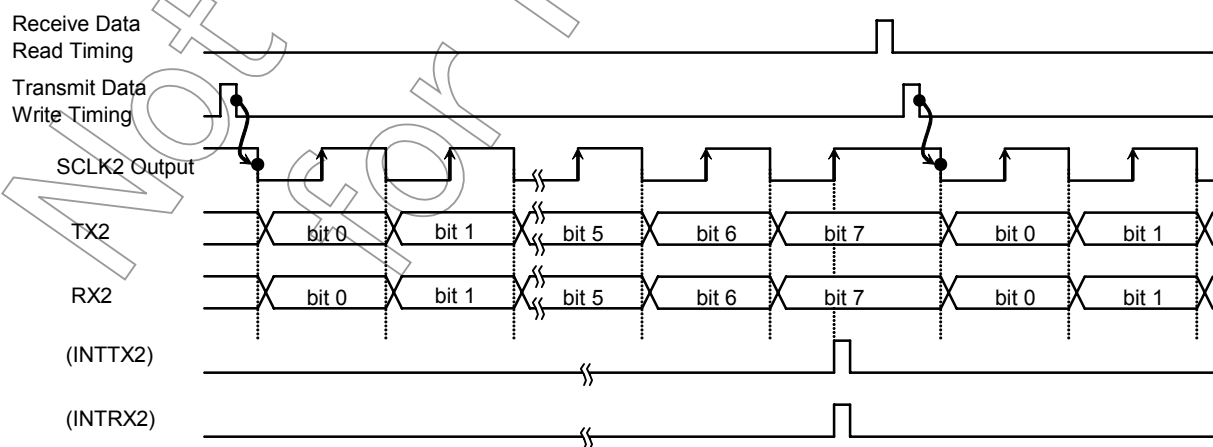 Receive Data
Read Timing
Transmit Data
Write Timing
SCLK2 Output
TX2
bit 0 bit 1 bit 5 bit 6 bit 7 bit 0 bit 1
RX2
bit 0 bit 1 bit 5 bit 6 bit 7 bit 0 bit 1
(INTTX2)
(INTRX2)
Not
for